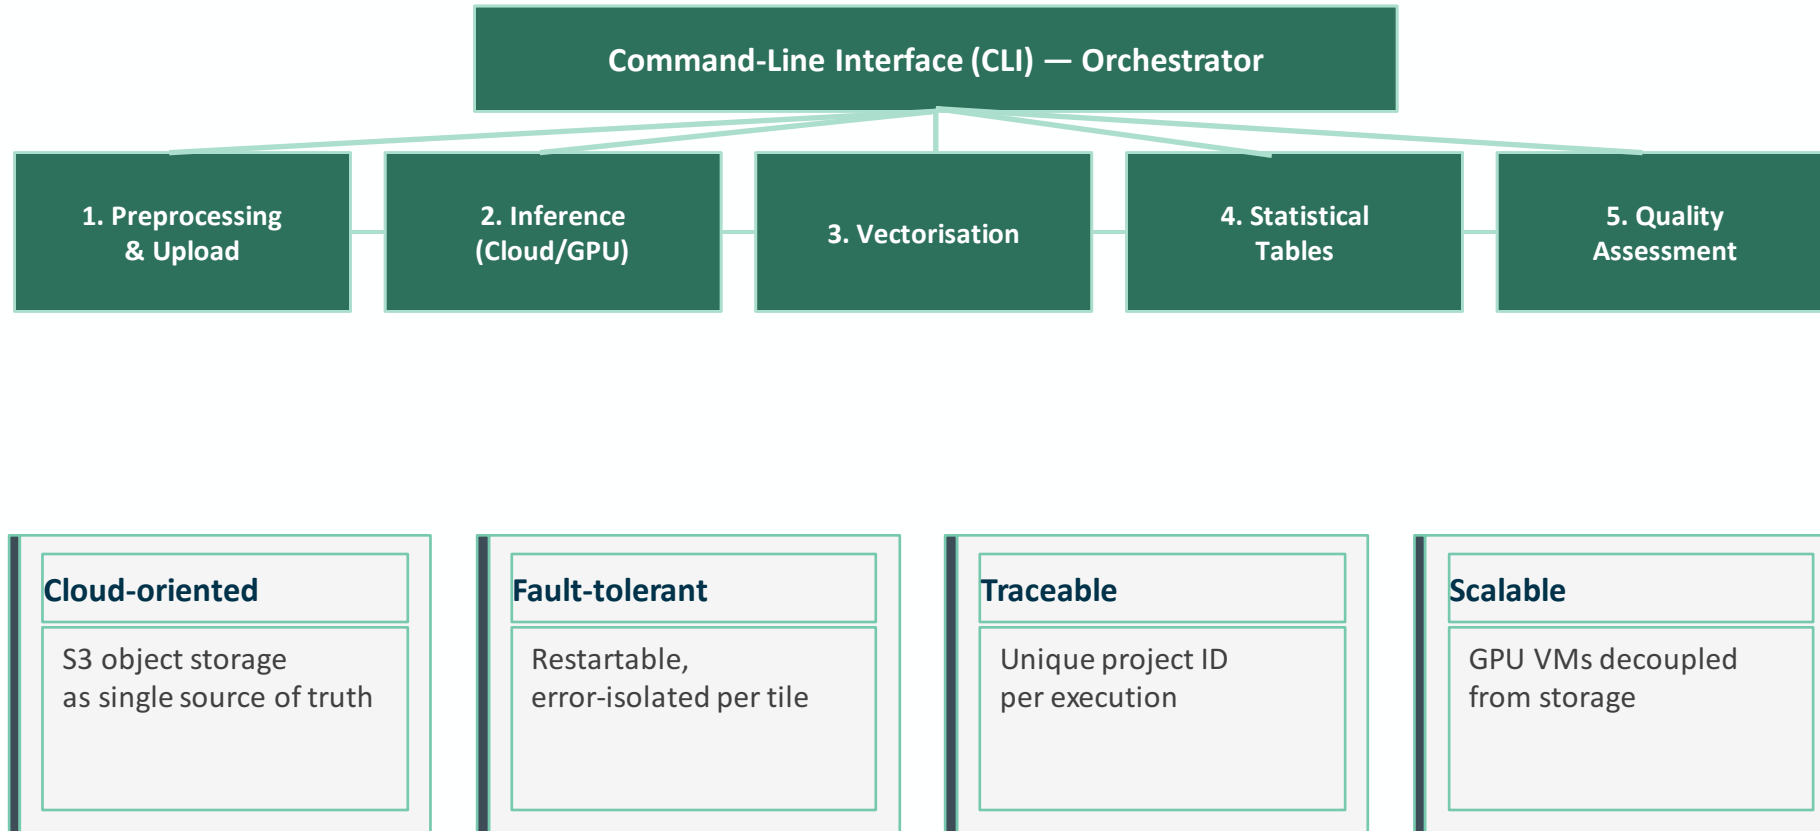 Command-Line Interface (CLI) — Orchestrator
1. Preprocessing
& Upload
2. Inference
(Cloud/GPU)
3. Vectorisation
4. Statistical
Tables
5. Quality
Assessment
Cloud-oriented
S3 object storage
as single source of truth
Fault-tolerant
Restartable,
error-isolated per tile
Traceable
Unique project ID
per execution
Scalable
GPU VMs decoupled
from storage